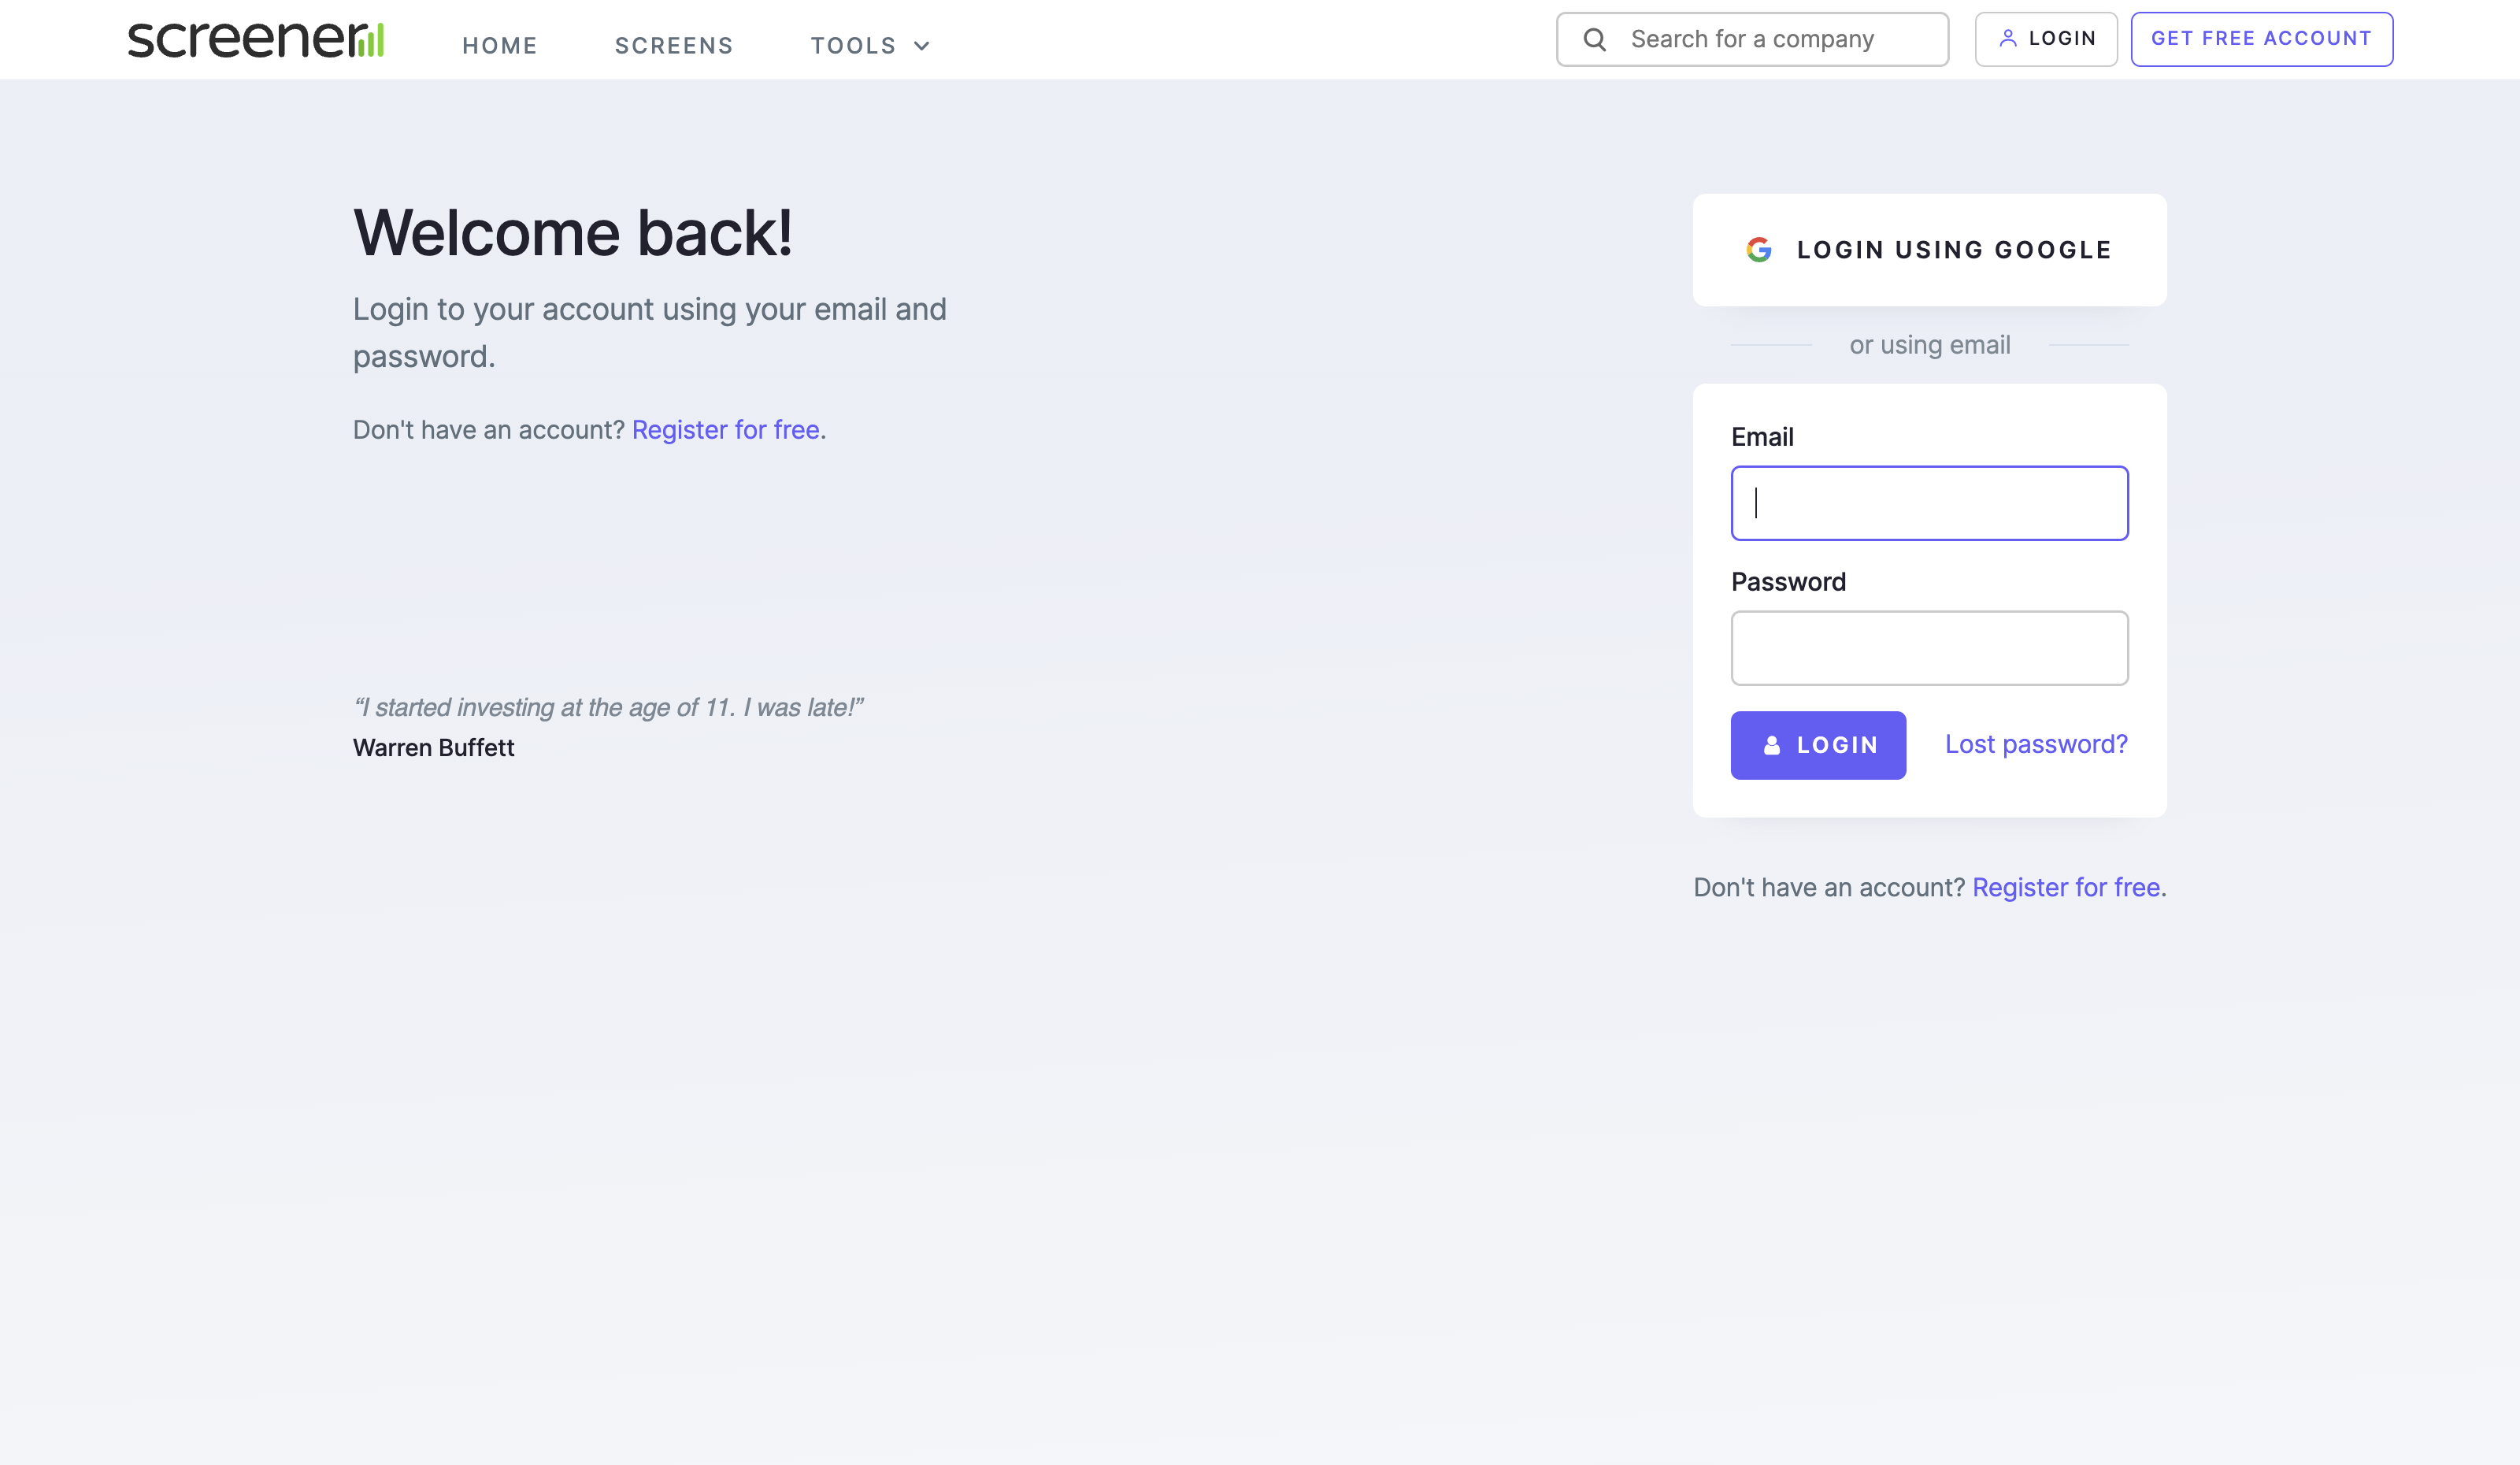 screener
HOME
SCREENS
TOOLS
Search for a company
LOGIN
GET FREE ACCOUNT
Welcome back!
Login to your account using your email and
password.
Don't have an account? Register for free.
“I started investing at the age of 11. I was late!”
Warren Buffett
LOGIN USING GOOGLE
or using email
Email
Password
LOGIN
Lost password?
Don't have an account? Register for free.